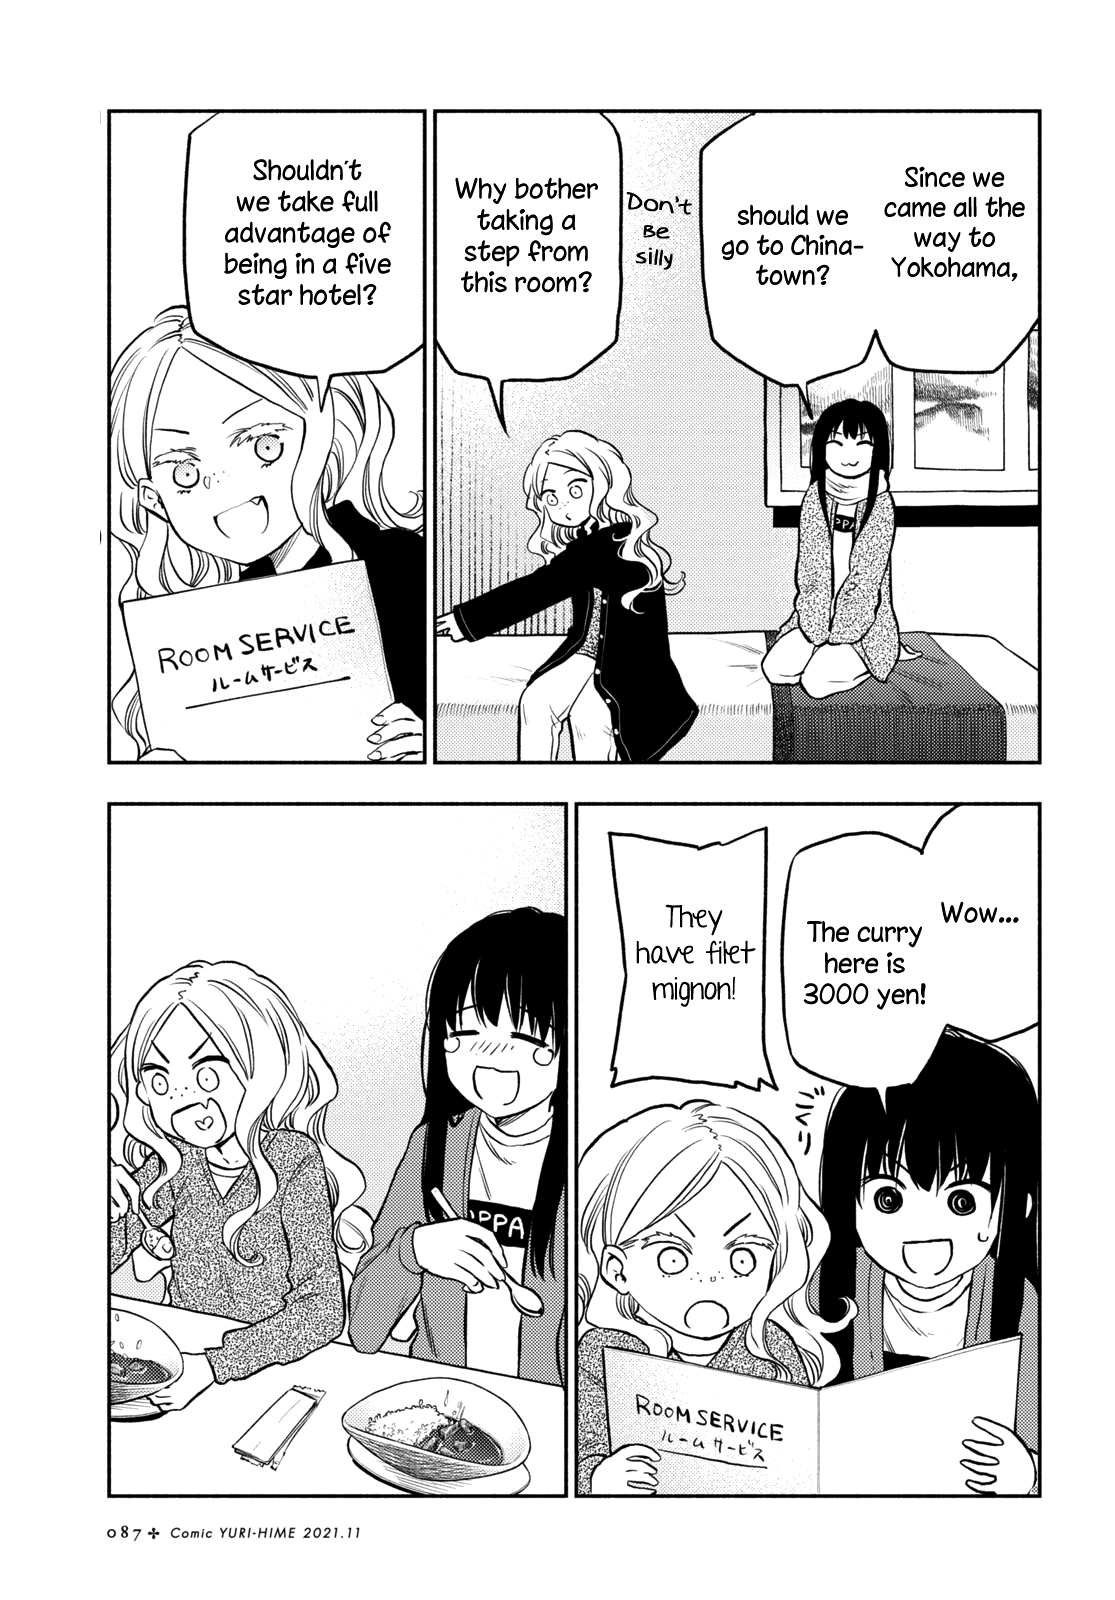 Since we
came all the
way to
Yokohama,
should we
go to China-
town?
OPPA
Don't
Be
silly
Why bother
taking a
step from
this room?
Shouldn't
we take full
advantage of
being in a five
star hotel?
ROOM SERVICE
ルームサービス
Wow...
The curry
here is
3000 yen!
They
have filet
mignon!
ROOM SERVICE
ルームサービス
OPPA
087 Comic YURI-HIME 2021.11